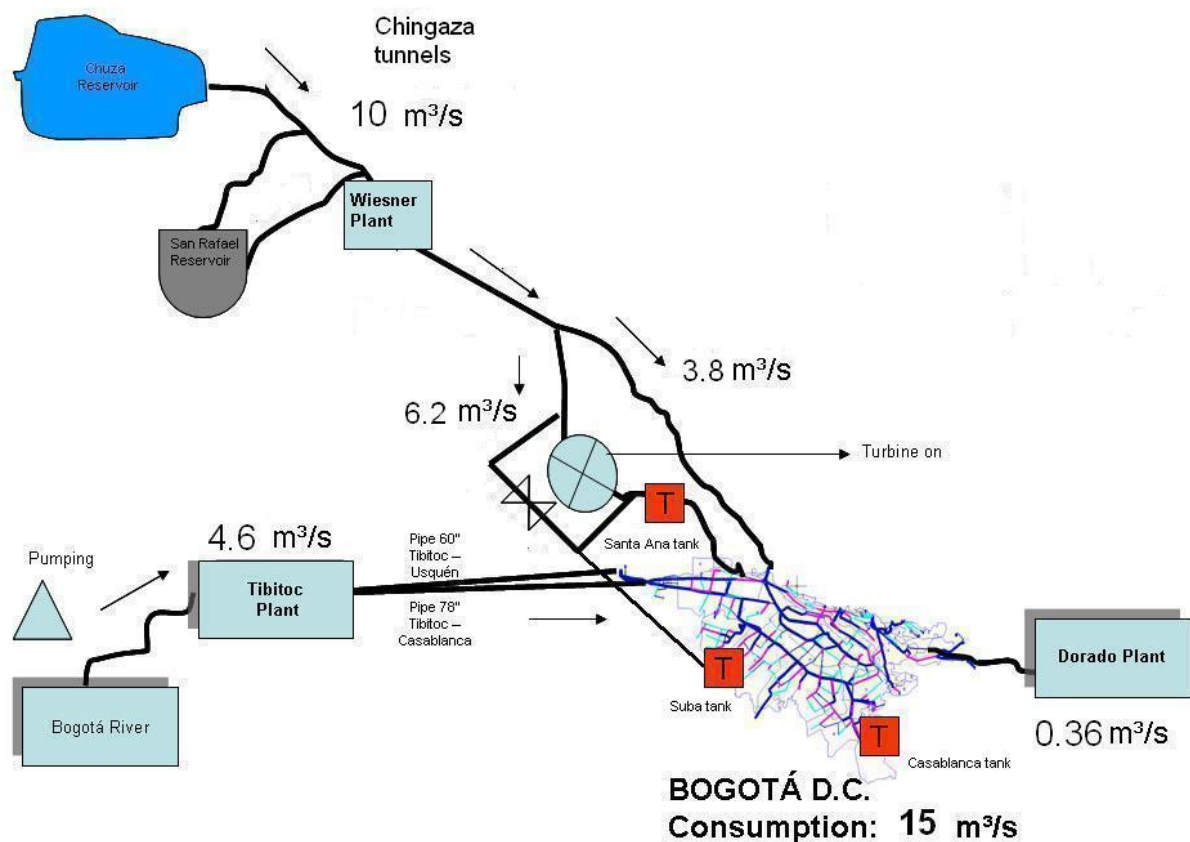 Chingaza
tunnels
Chuza
Reservoir
10 m³/s
Wiesner
Plant
San Rafael
Reservoir
3.8 m³/s
6.2 m³/s
Turbine on
T
Santa Ana tank
4.6 m³/s
Pipe 60"
Tibitoc –
Usquén
Pumping
Tibitoc
Plant
Pipe 78"
Tibitoc –
Casablanca
T
Suba tank
Dorado Plant
Bogotá River
T
0.36 m³/s
Casablanca tank
BOGOTÁ D.C.
Consumption: 15 m³/s